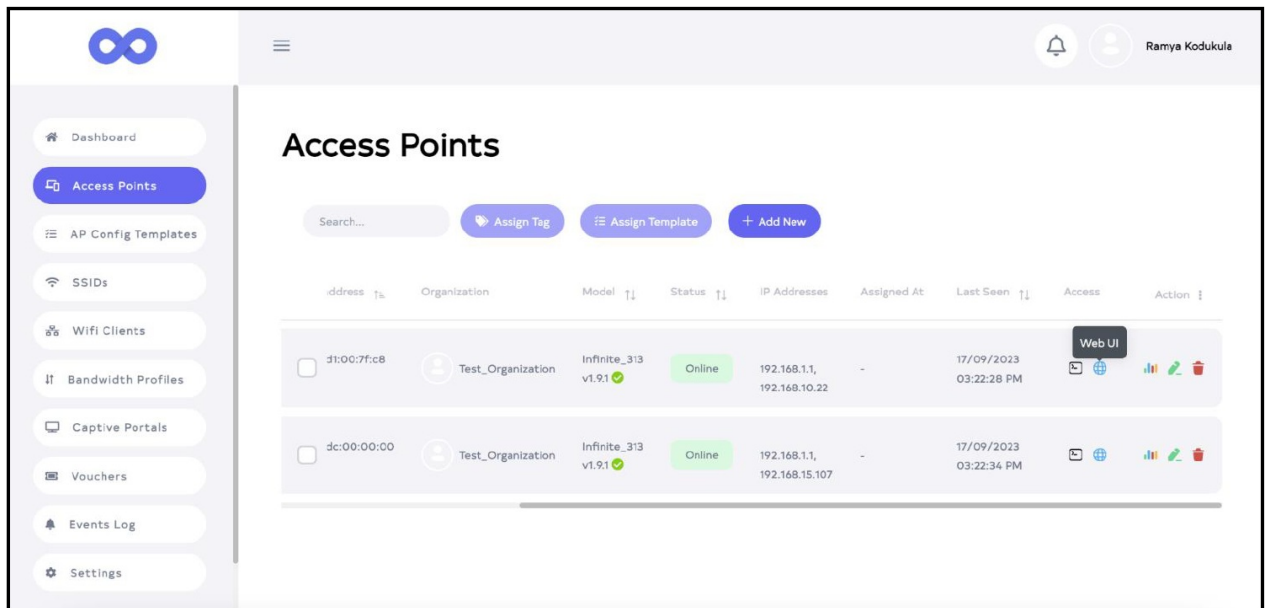 Ramya Kodukula
Dashboard
Access Points
AP Config Templates
SSIDs
Wifi Clients
Bandwidth Profiles
Captive Portals
Vouchers
Events Log
Settings
Access Points
Search... Assign Tag Assign Template + Add New
ddress Organization Model Status IP Addresses Assigned At Last Seen Access Action
Web UI
d1:00:7f:c8 Test_Organization Infinite_313 Online 192.168.1.1, - 17/09/2023
v1.9.1 192.168.10.22 03:22:28 PM
dc:00:00:00 Test_Organization Infinite_313 Online 192.168.1.1, - 17/09/2023
v1.9.1 192.168.15.107 03:22:34 PM